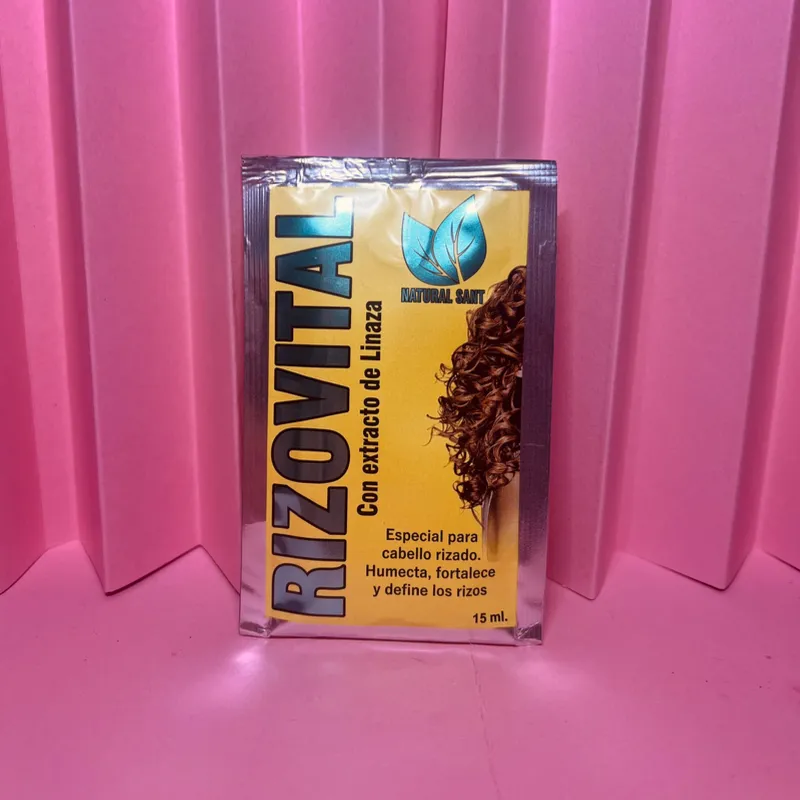 RIZOVITAL
Con extracto de Linaza
NATURAL SANT
Especial para
cabello rizado.
Humecta, fortalece
y define los rizos
15 ml.